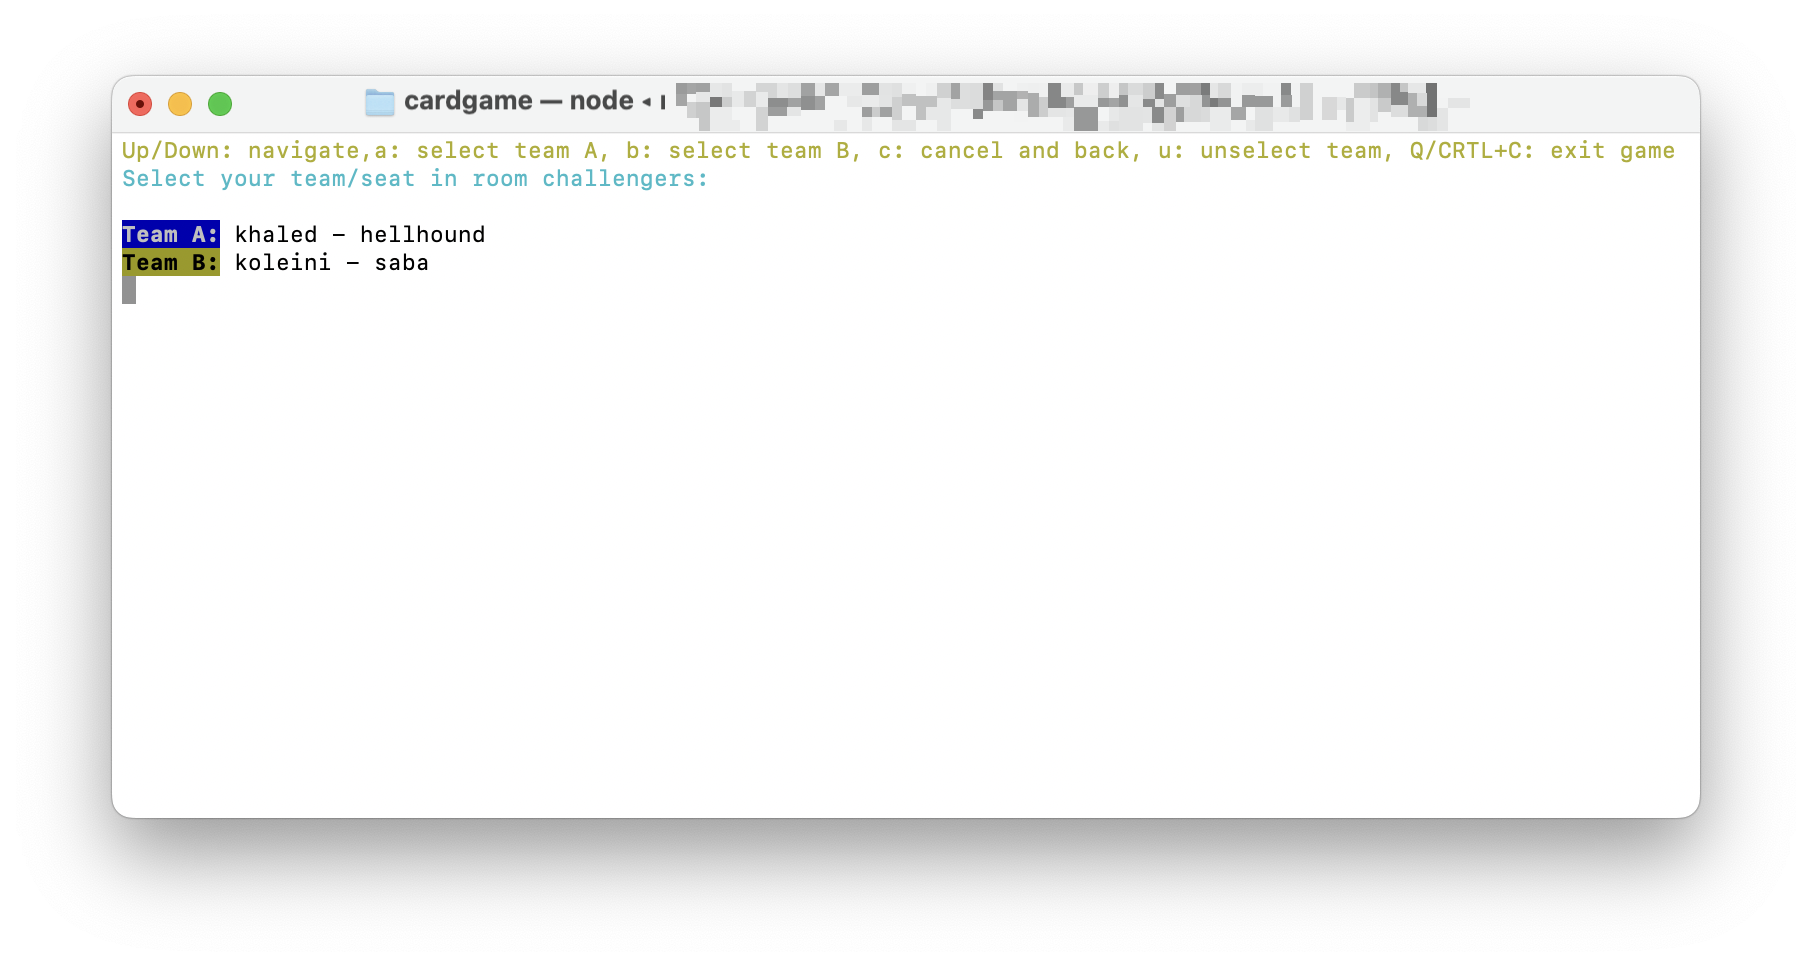 cardgame — node ◂
Up/Down: navigate,a: select team A, b: select team B, c: cancel and back, u: unselect team, Q/CRTL+C: exit game
Select your team/seat in room challengers:
Team A: khaled – hellhound
Team B: koleini – saba